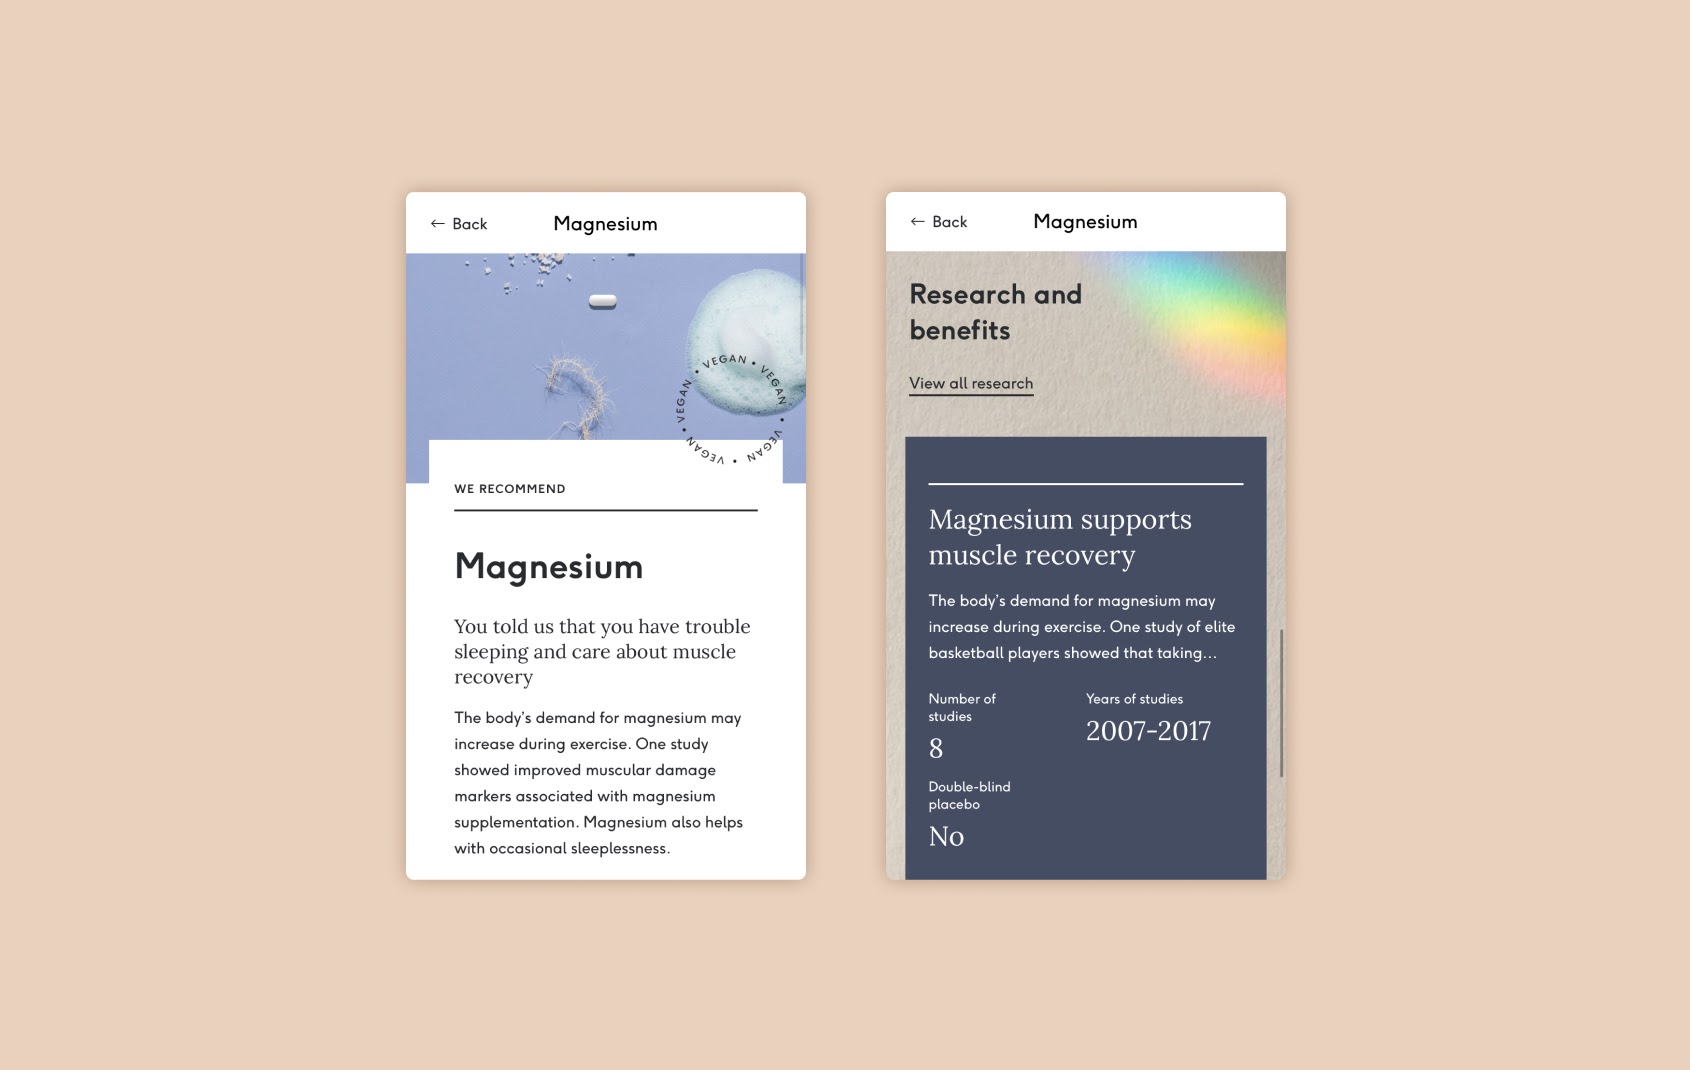 ← Back
Magnesium
VEGAN • VEGAN • VEGAN • VEGAN • VEGAN •
WE RECOMMEND
Magnesium
You told us that you have trouble
sleeping and care about muscle
recovery
The body’s demand for magnesium may
increase during exercise. One study
showed improved muscular damage
markers associated with magnesium
supplementation. Magnesium also helps
with occasional sleeplessness.
← Back
Magnesium
Research and
benefits
View all research
Magnesium supports
muscle recovery
The body’s demand for magnesium may
increase during exercise. One study of elite
basketball players showed that taking...
Number of
studies
8
Years of studies
2007-2017
Double-blind
placebo
No